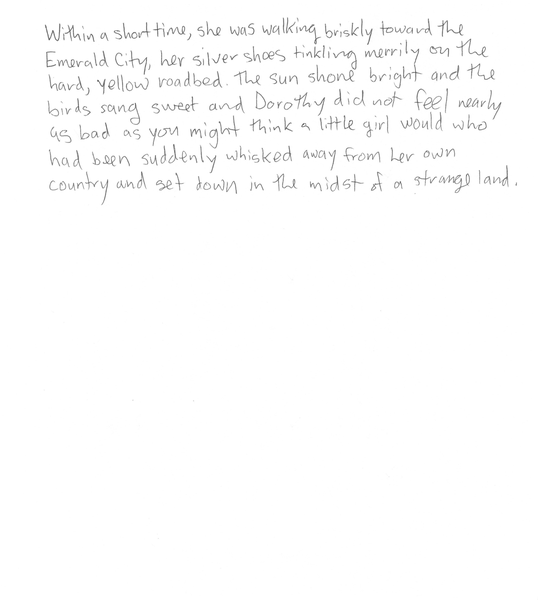 Within a short time, she was walking briskly toward the
Emerald City, her silver shoes tinkling merrily on the
hard, yellow roadbed. The sun shone bright and the
birds sang sweet and Dorothy did not feel nearly
as bad as you might think a little girl would who
had been suddenly whisked away from her own
country and set down in the midst of a strange land.